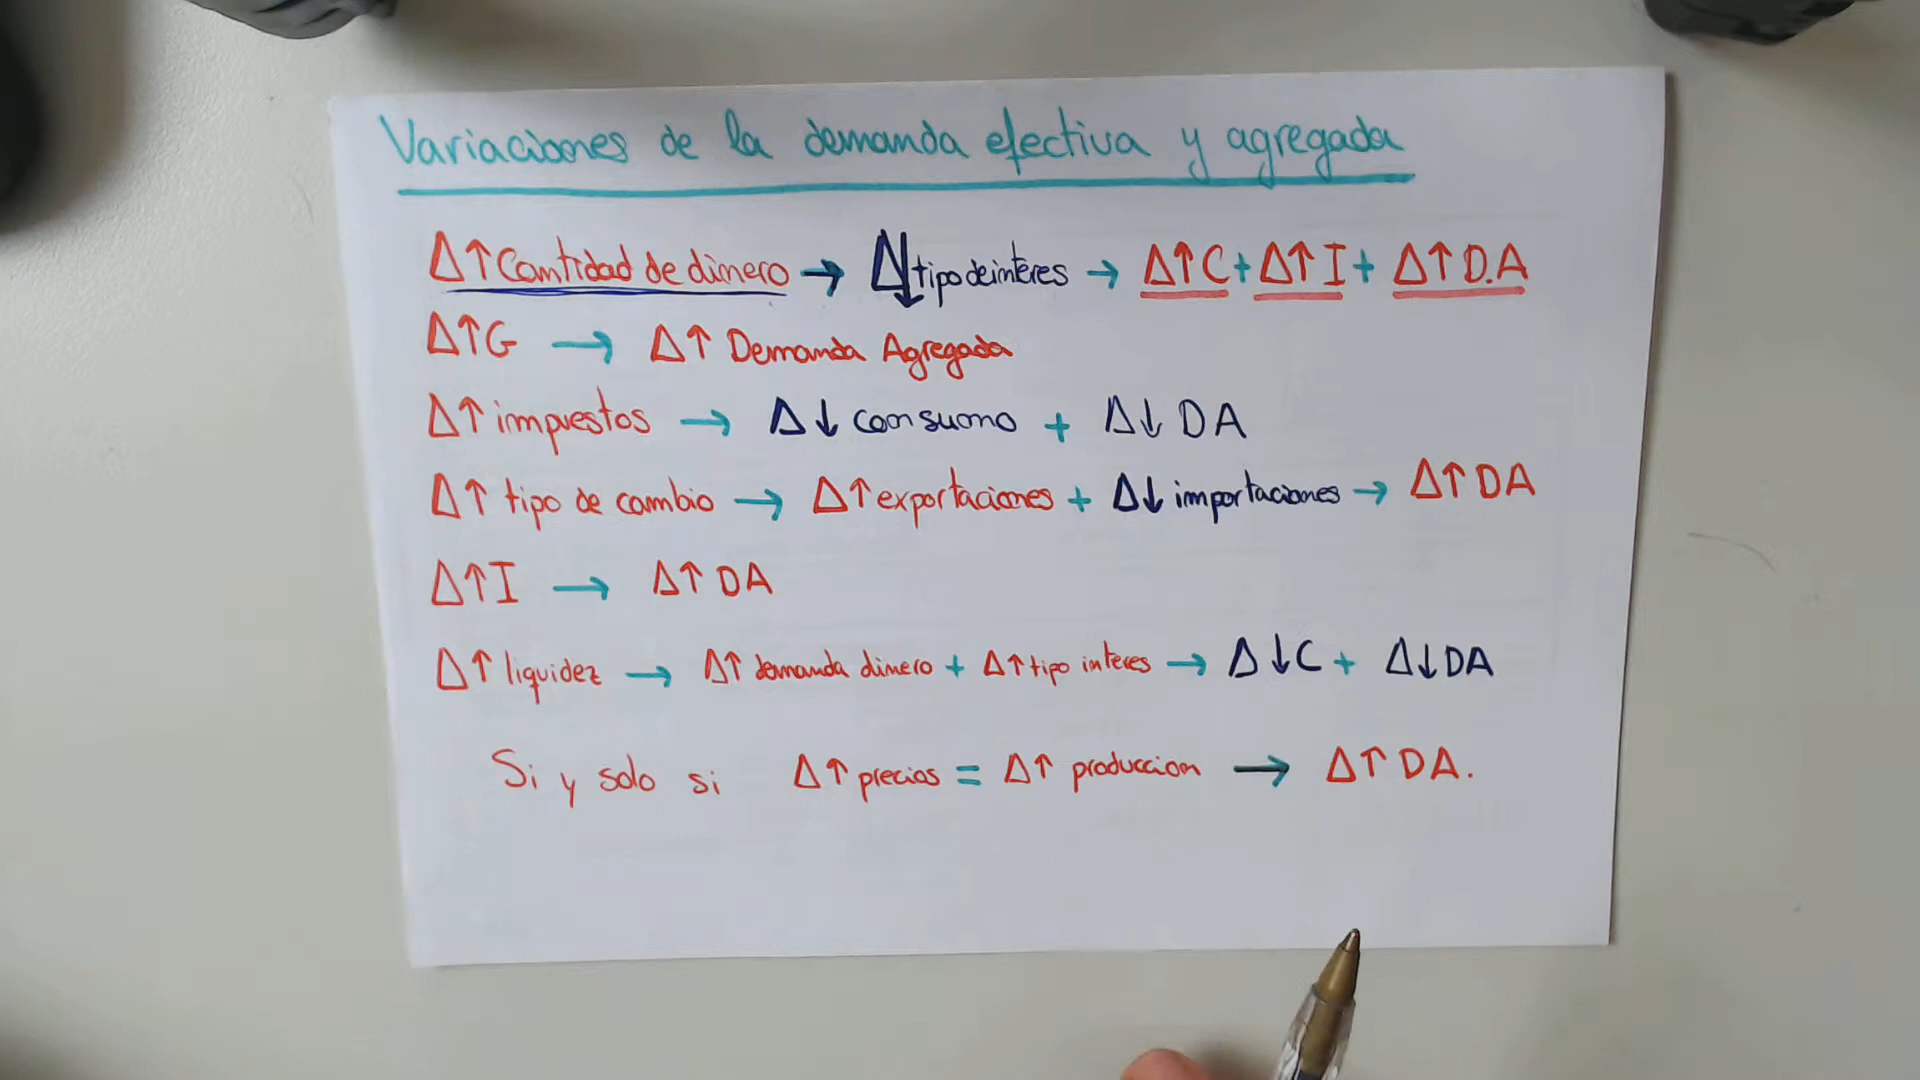 Variaciones de la demanda efectiva y agregada
Δ↑ Cantidad de dinero → Δ↓ tipo de interes → Δ↑ C + Δ↑ I + Δ↑ D.A
Δ↑ G → Δ↑ Demanda Agregada
Δ↑ impuestos → Δ↓ consumo + Δ↓ DA
Δ↑ tipo de cambio → Δ↑ exportaciones + Δ↓ importaciones → Δ↑ DA
Δ↑ I → Δ↑ DA
Δ↑ liquidez → Δ↑ demanda dinero + Δ↑ tipo interes → Δ↓ C + Δ↓ DA
Si y solo si Δ↑ precios = Δ↑ produccion → Δ↑ DA.